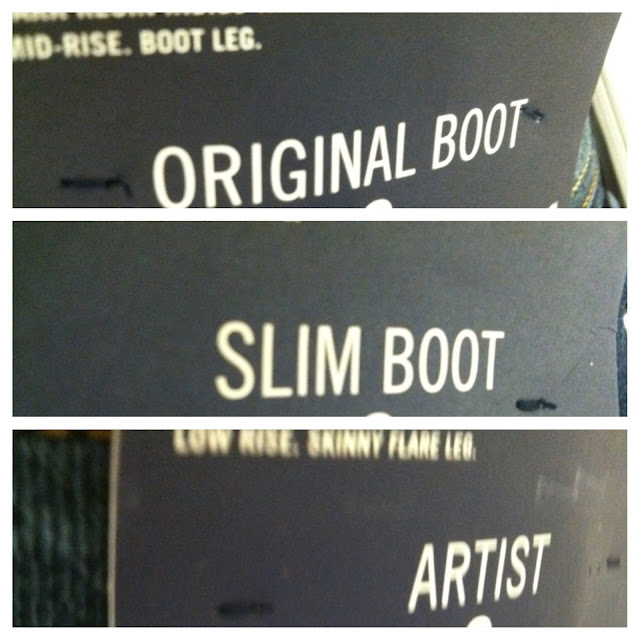 MID-RISE. BOOT LEG.
ORIGINAL BOOT
SLIM BOOT
LOW RISE. SKINNY FLARE LEG.
ARTIST